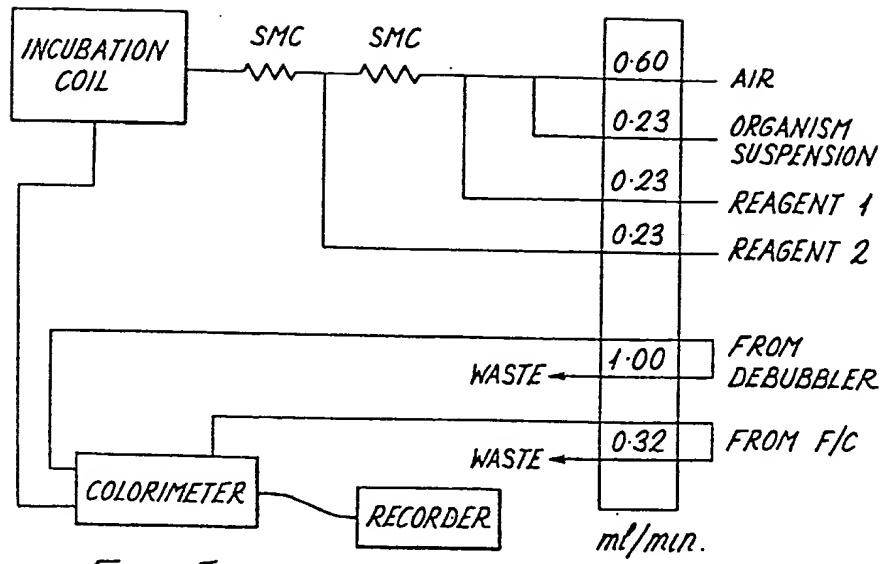 INCUBATION
COIL
SMC
SMC
0.60
AIR
0.23
ORGANISM
SUSPENSION
0.23
REAGENT 1
0.23
REAGENT 2
WASTE
1.00
FROM
DEBUBBLER
WASTE
0.32
FROM F/C
COLORIMETER
RECORDER
ml/min.